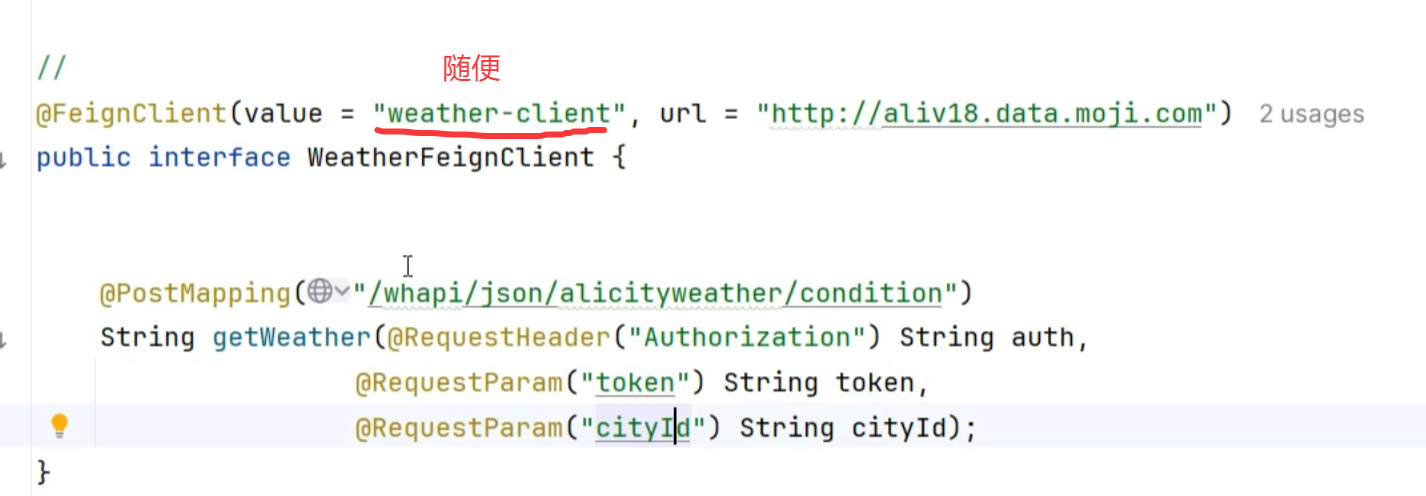 //
随便
@FeignClient(value = "weather-client", url = "http://aliv18.data.moji.com") 2 usages
public interface WeatherFeignClient {
@PostMapping("/whapi/json/alicityweather/condition")
String getWeather(@RequestHeader("Authorization") String auth,
@RequestParam("token") String token,
@RequestParam("cityId") String cityId);
}